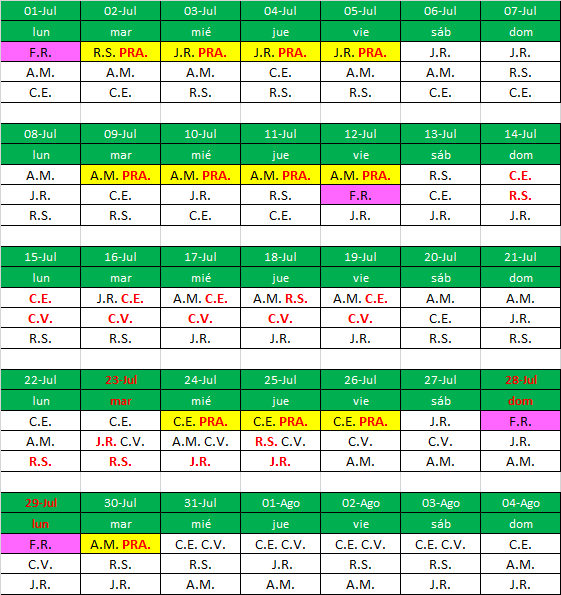 01-Jul 02-Jul 03-Jul 04-Jul 05-Jul 06-Jul 07-Jul
lun mar mié jue vie sáb dom
F.R. R.S. PRA. J.R. PRA. J.R. PRA. J.R. PRA. J.R. J.R.
A.M. A.M. A.M. C.E. A.M. A.M. R.S.
C.E. C.E. R.S. R.S. R.S. C.E. C.E.
08-Jul 09-Jul 10-Jul 11-Jul 12-Jul 13-Jul 14-Jul
lun mar mié jue vie sáb dom
A.M. A.M PRA. A.M. PRA. A.M. PRA. A.M. PRA. R.S. C.E.
J.R. C.E. J.R. R.S. F.R. C.E. R.S.
R.S. R.S. C.E. C.E. J.R. J.R. J.R.
15-Jul 16-Jul 17-Jul 18-Jul 19-Jul 20-Jul 21-Jul
lun mar mié jue vie sáb dom
C.E. J.R. C.E. A.M. C.E. A.M. R.S. A.M. C.E. A.M. A.M.
C.V. C.V. C.V. C.V. C.V. C.E. J.R.
R.S. R.S. J.R. J.R. J.R. R.S. R.S.
22-Jul 23-Jul 24-Jul 25-Jul 26-Jul 27-Jul 28-Jul
lun mar mié jue vie sáb dom
C.E. C.E. C.E PRA. C.E. PRA. C.E. PRA. J.R. F.R.
A.M. J.R. C.V. A.M C.V. R.S. C.V. C.V. C.V. J.R.
R.S. R.S. J.R. J.R. A.M. A.M. A.M.
29-Jul 30-Jul 31-Jul 01-Ago 02-Ago 03-Ago 04-Ago
lun mar mié jue vie sáb dom
F.R. A.M PRA. C.E. C.V. C.E. C.V. C.E. C.V. C.E. C.V. C.E.
C.V. R.S. R.S. R.S. R.S. R.S. A.M.
J.R. J.R. A.M. A.M. A.M. J.R. J.R.